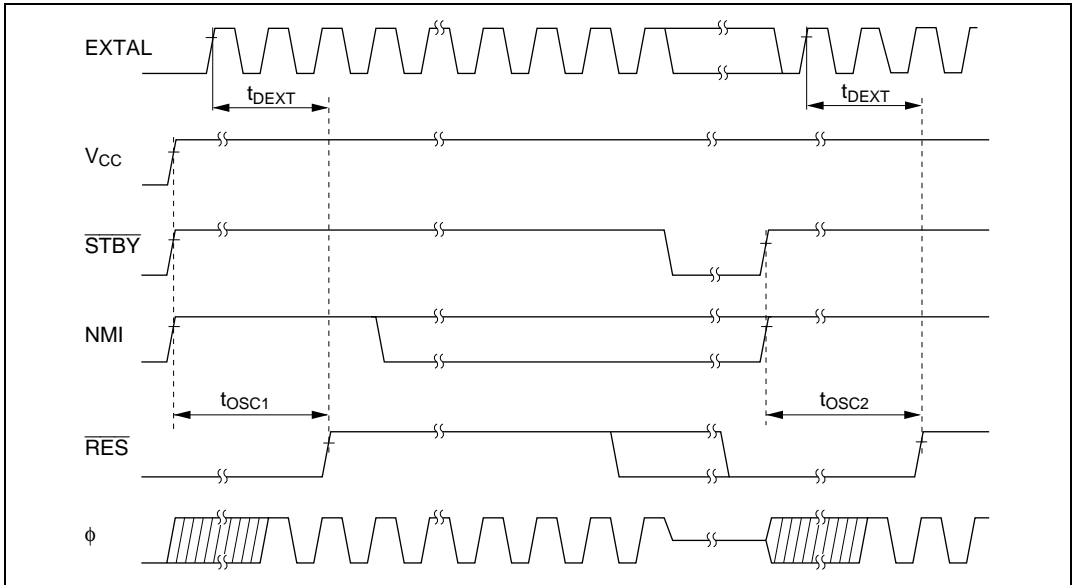 EXTAL
tDEXT tDEXT
VCC
STBY
NMI
tOSC1 tOSC2
RES
ϕ